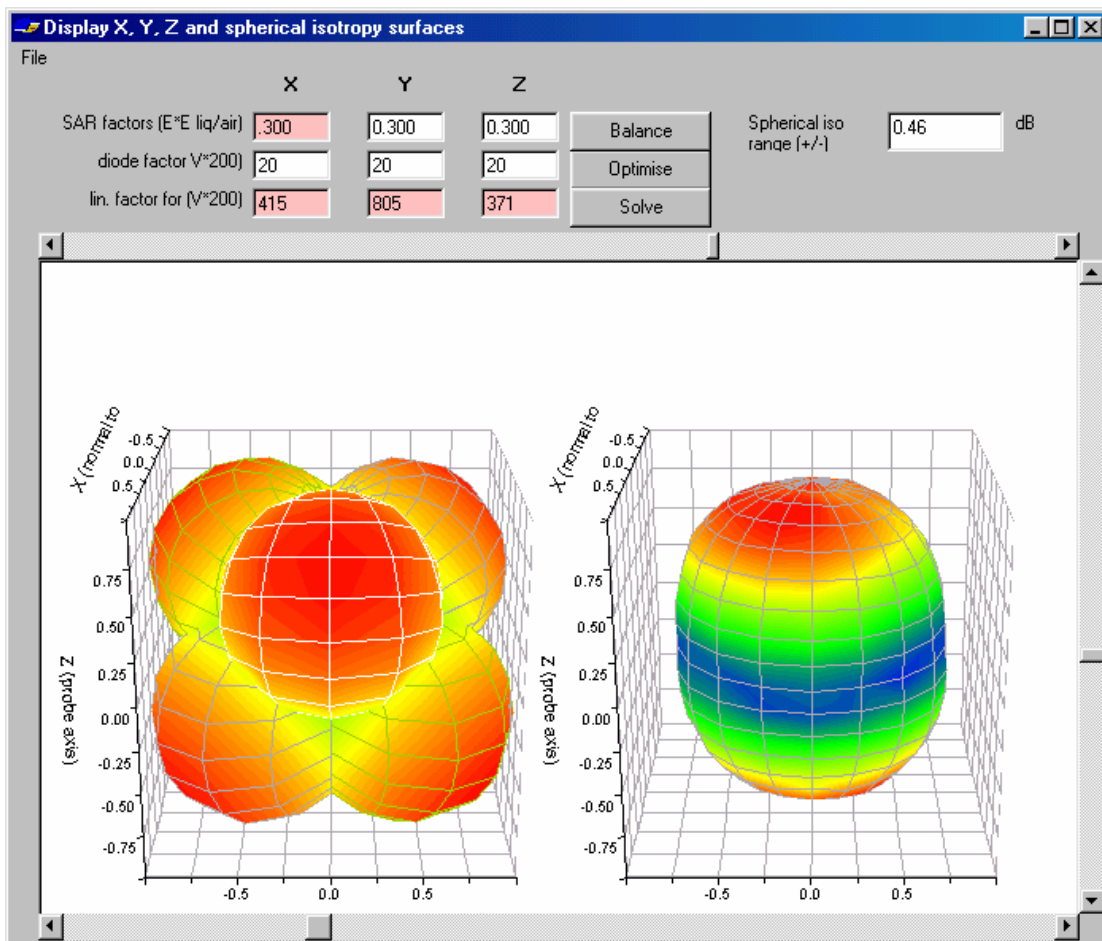 Display X, Y, Z and spherical isotropy surfaces
File
X Y Z
SAR factors (E*E liq/air) .300 0.300 0.300 Balance Spherical iso range (+/-) 0.46 dB
diode factor V*200) 20 20 20 Optimise
lin. factor for (V*200) 415 805 371 Solve
X (normal to
-0.5
0.0
0.5
0.75
0.50
0.25
0.00
-0.25
-0.50
-0.75
Z (probe axis)
-0.5 0.0 0.5
X (normal to
-0.5
0.0
0.5
0.75
0.50
0.25
0.00
-0.25
-0.50
-0.75
Z (probe axis)
-0.5 0.0 0.5